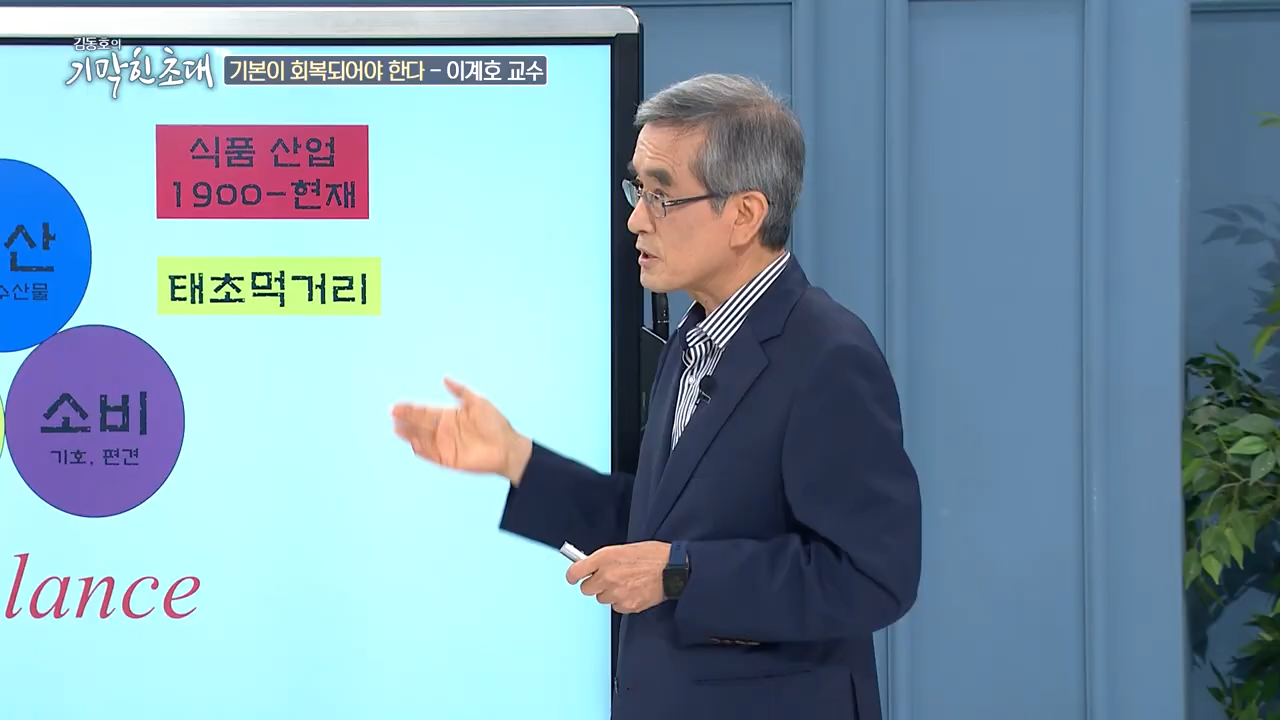 김동호의
기막힌초대
기본이 회복되어야 한다 – 이계호 교수
식품 산업
1900-현재
태초먹거리
산
수산물
소비
기호, 편견
lance